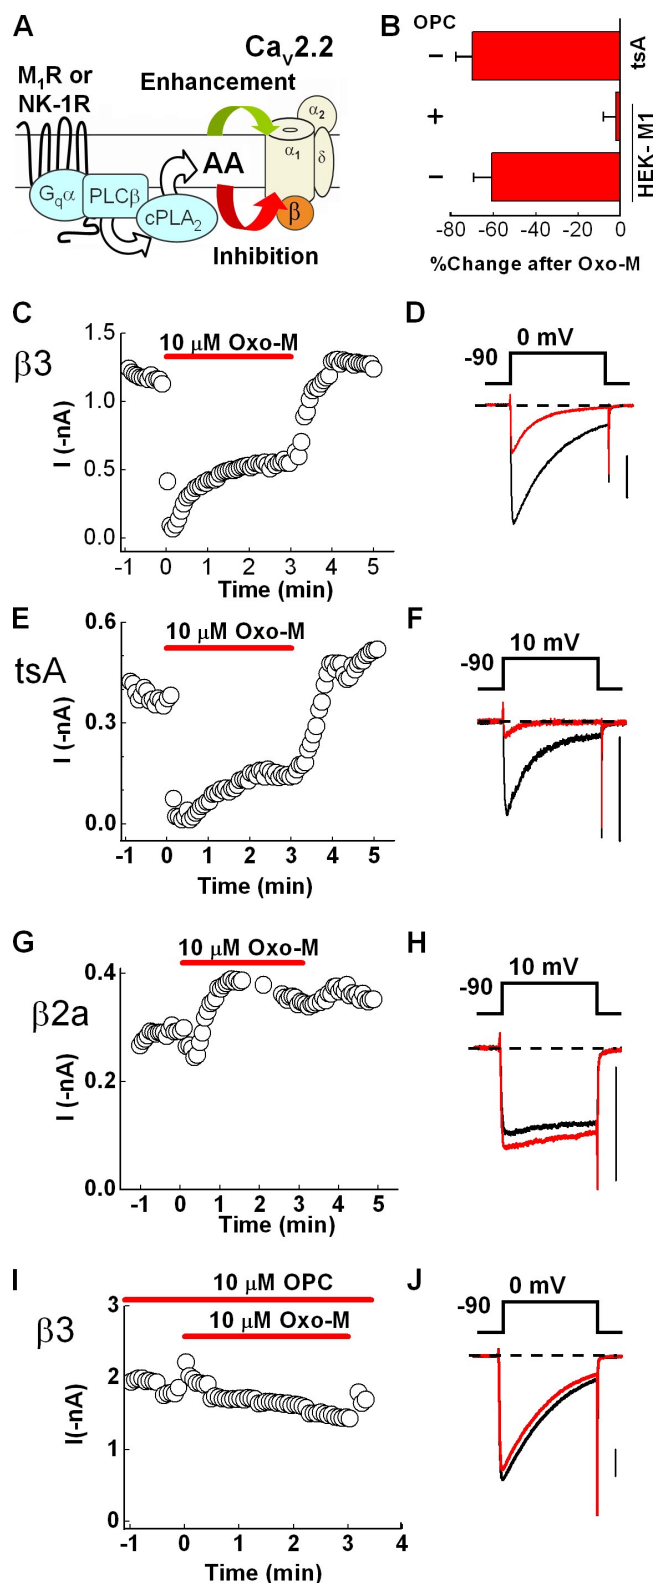 A
Ca_V2.2
M1R or
NK-1R
Enhancement
α2
α1
δ
AA
Gqα
PLCβ
cPLA2
β
Inhibition
B
OPC
−
+
−
tsA
HEK- M1
-80 -60 -40 -20 0
%Change after Oxo-M
C
β3
10 μM Oxo-M
1.5
1.0
0.5
0.0
I (-nA)
-1 0 1 2 3 4 5
Time (min)
D
0 mV
-90
E
tsA
10 μM Oxo-M
0.6
0.3
0.0
I (-nA)
-1 0 1 2 3 4 5
Time (min)
F
10 mV
-90
G
β2a
10 μM Oxo-M
0.4
0.2
0.0
I (-nA)
-1 0 1 2 3 4 5
Time (min)
H
10 mV
-90
I
β3
10 μM OPC
10 μM Oxo-M
3
2
1
0
I(-nA)
-1 0 1 2 3 4
Time (min)
J
0 mV
-90